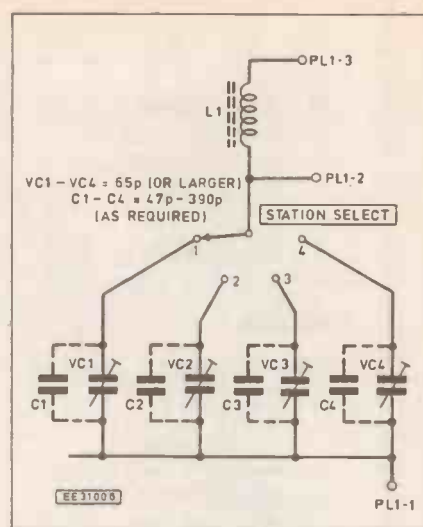 PL1-3
L1
VC1-VC4 = 65p (OR LARGER)
C1-C4 = 47p-390p
(AS REQUIRED)
PL1-2
STATION SELECT
1
4
2
3
VC1
VC2
VC3
VC4
C1
C2
C3
C4
EE3100G
PL1-1